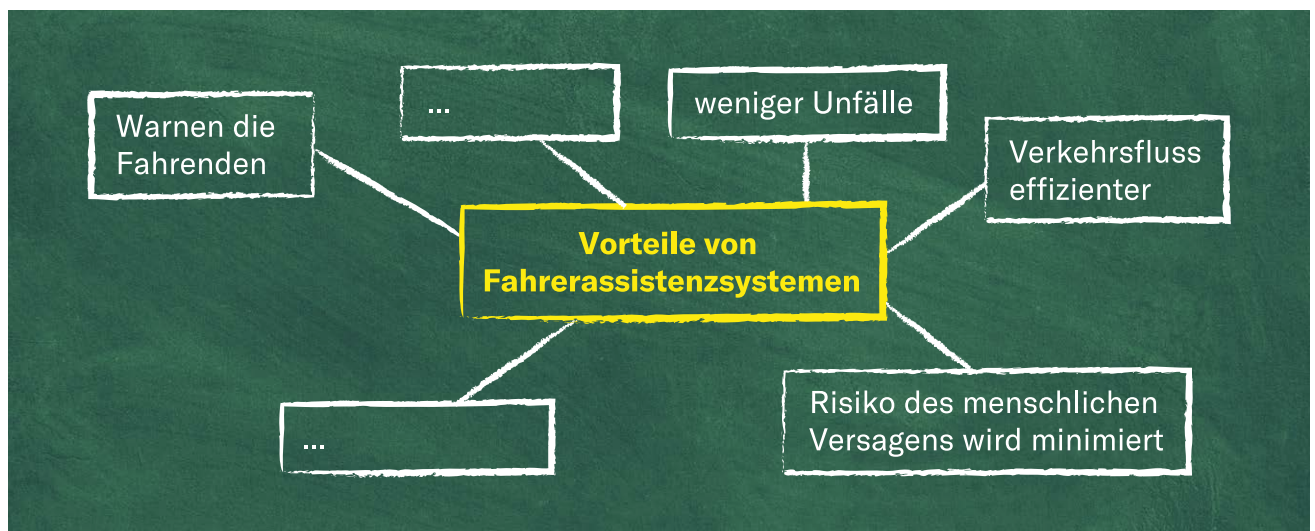 ...
weniger Unfälle
Warnen die
Fahrenden
Verkehrsfluss
effizienter
Vorteile von
Fahrerassistenzsystemen
...
Risiko des menschlichen
Versagens wird minimiert